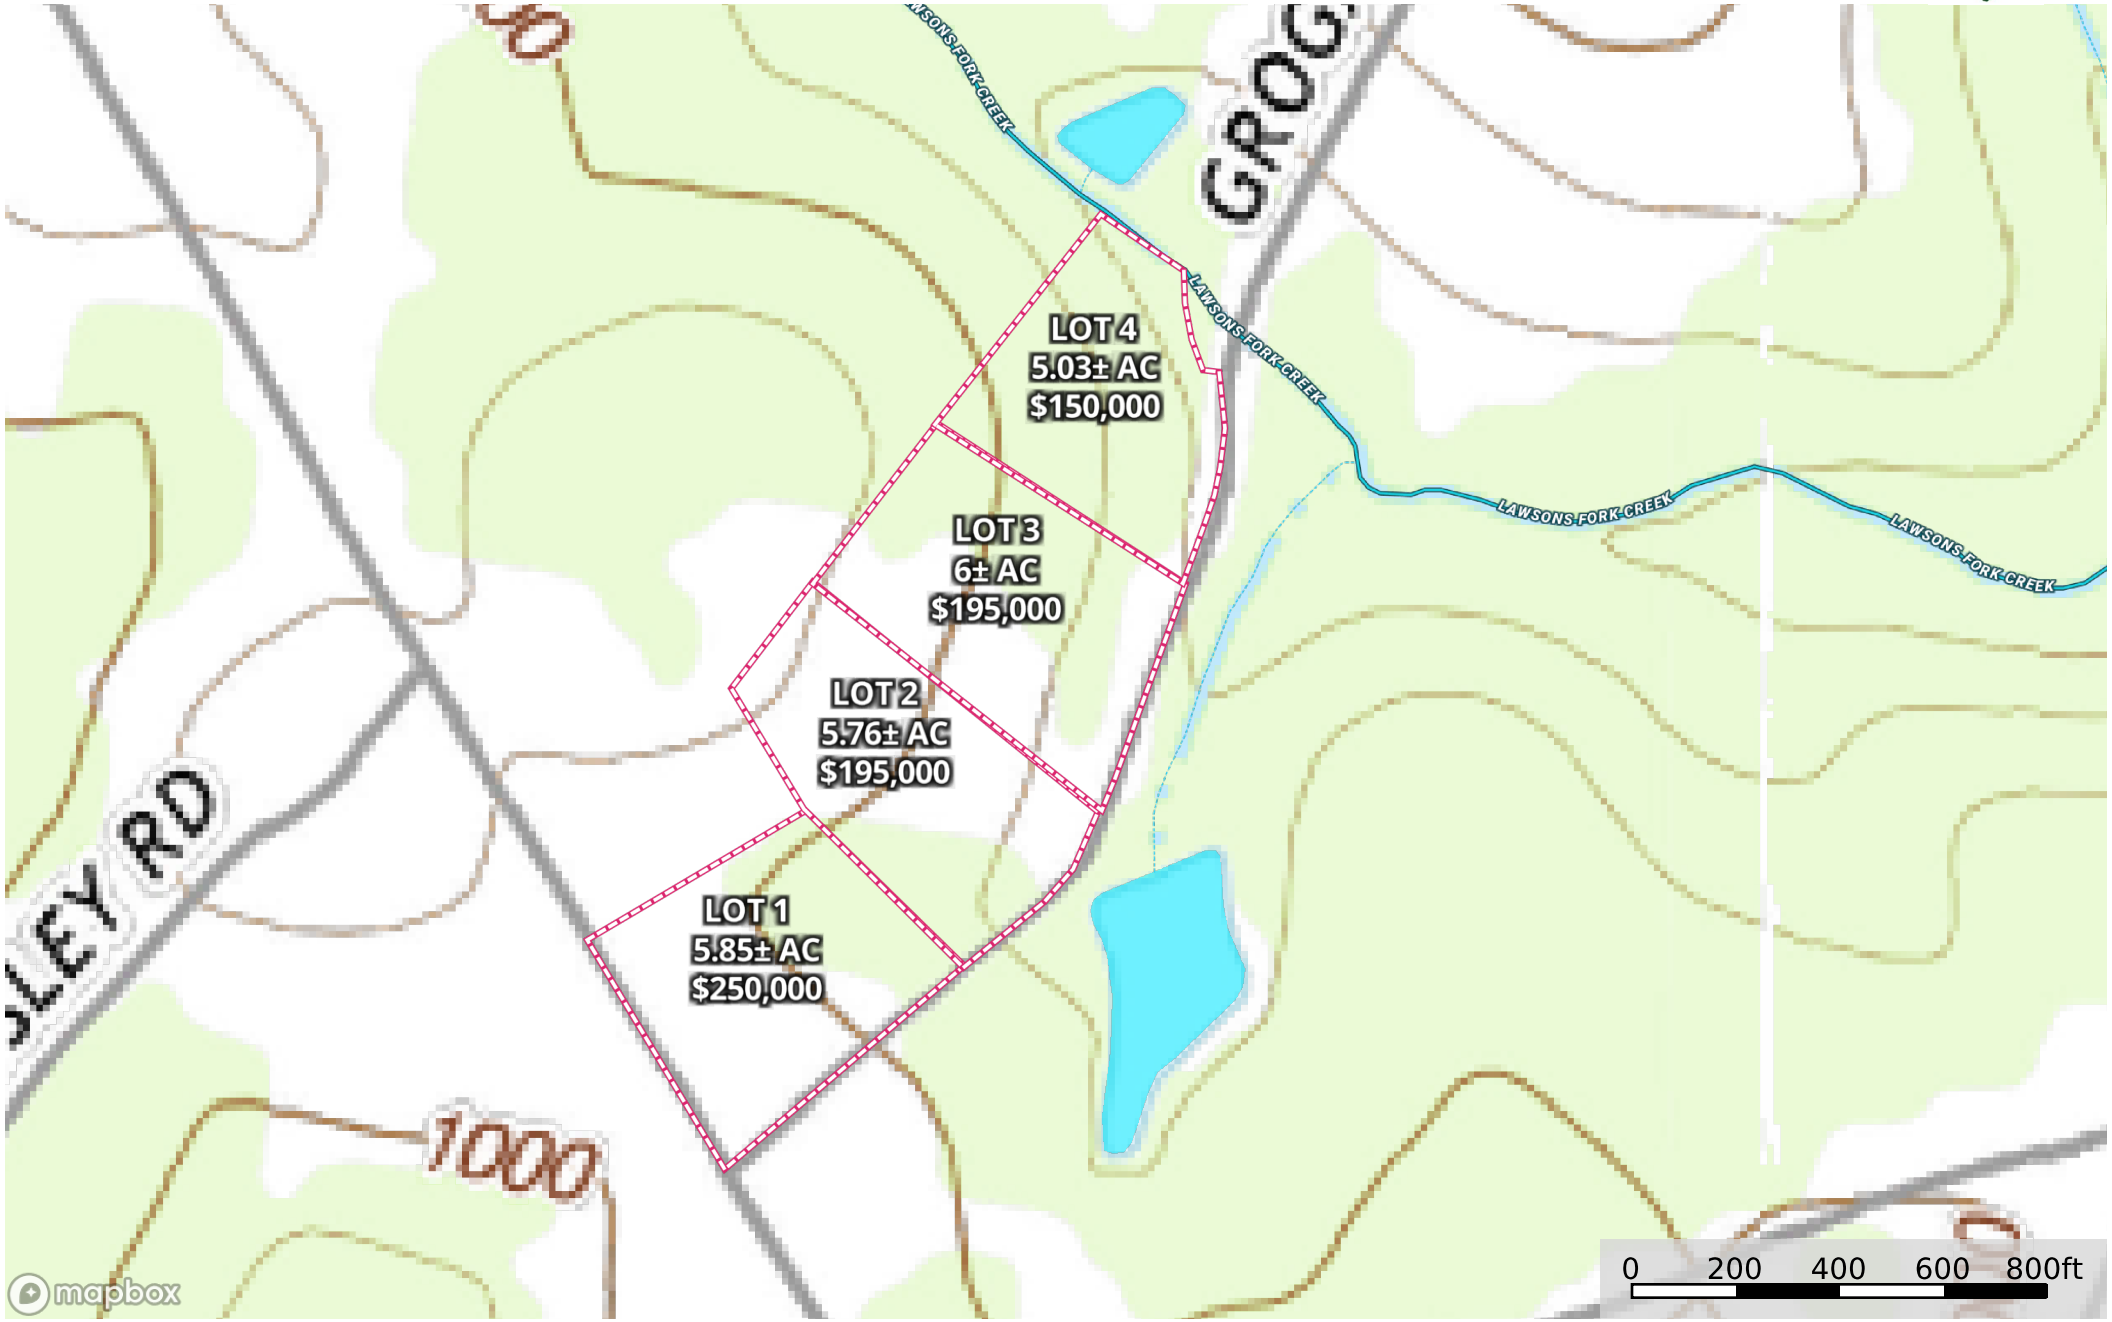 LAWSONS FORK CREEK
LOT 4
5.03± AC
$150,000
LAWSONS FORK CREEK
LOT 3
6± AC
$195,000
LAWSONS FORK CREEK
LAWSONS FORK CREEK
LOT 2
5.76± AC
$195,000
RD
LOT 1
5.85± AC
$250,000
1000
0 200 400 600 800ft
mapbox